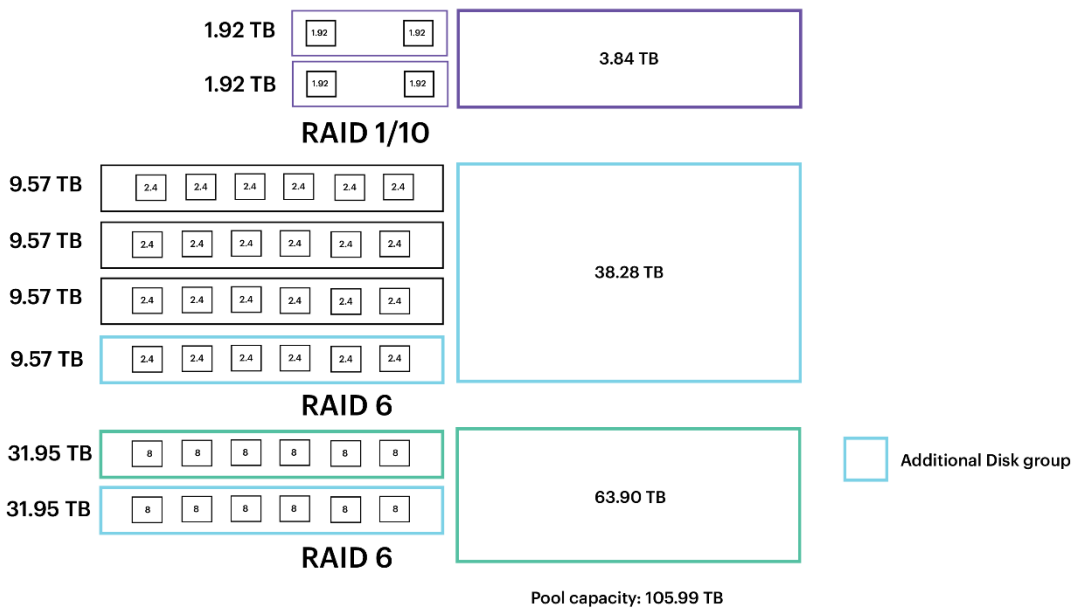 1.92 TB 1.92 1.92 3.84 TB
1.92 TB 1.92 1.92
RAID 1/10
9.57 TB 2.4 2.4 2.4 2.4 2.4 2.4
9.57 TB 2.4 2.4 2.4 2.4 2.4 2.4
38.28 TB
9.57 TB 2.4 2.4 2.4 2.4 2.4 2.4
9.57 TB 2.4 2.4 2.4 2.4 2.4 2.4
RAID 6
31.95 TB 8 8 8 8 8 8
Additional Disk group
63.90 TB
31.95 TB 8 8 8 8 8 8
RAID 6
Pool capacity: 105.99 TB